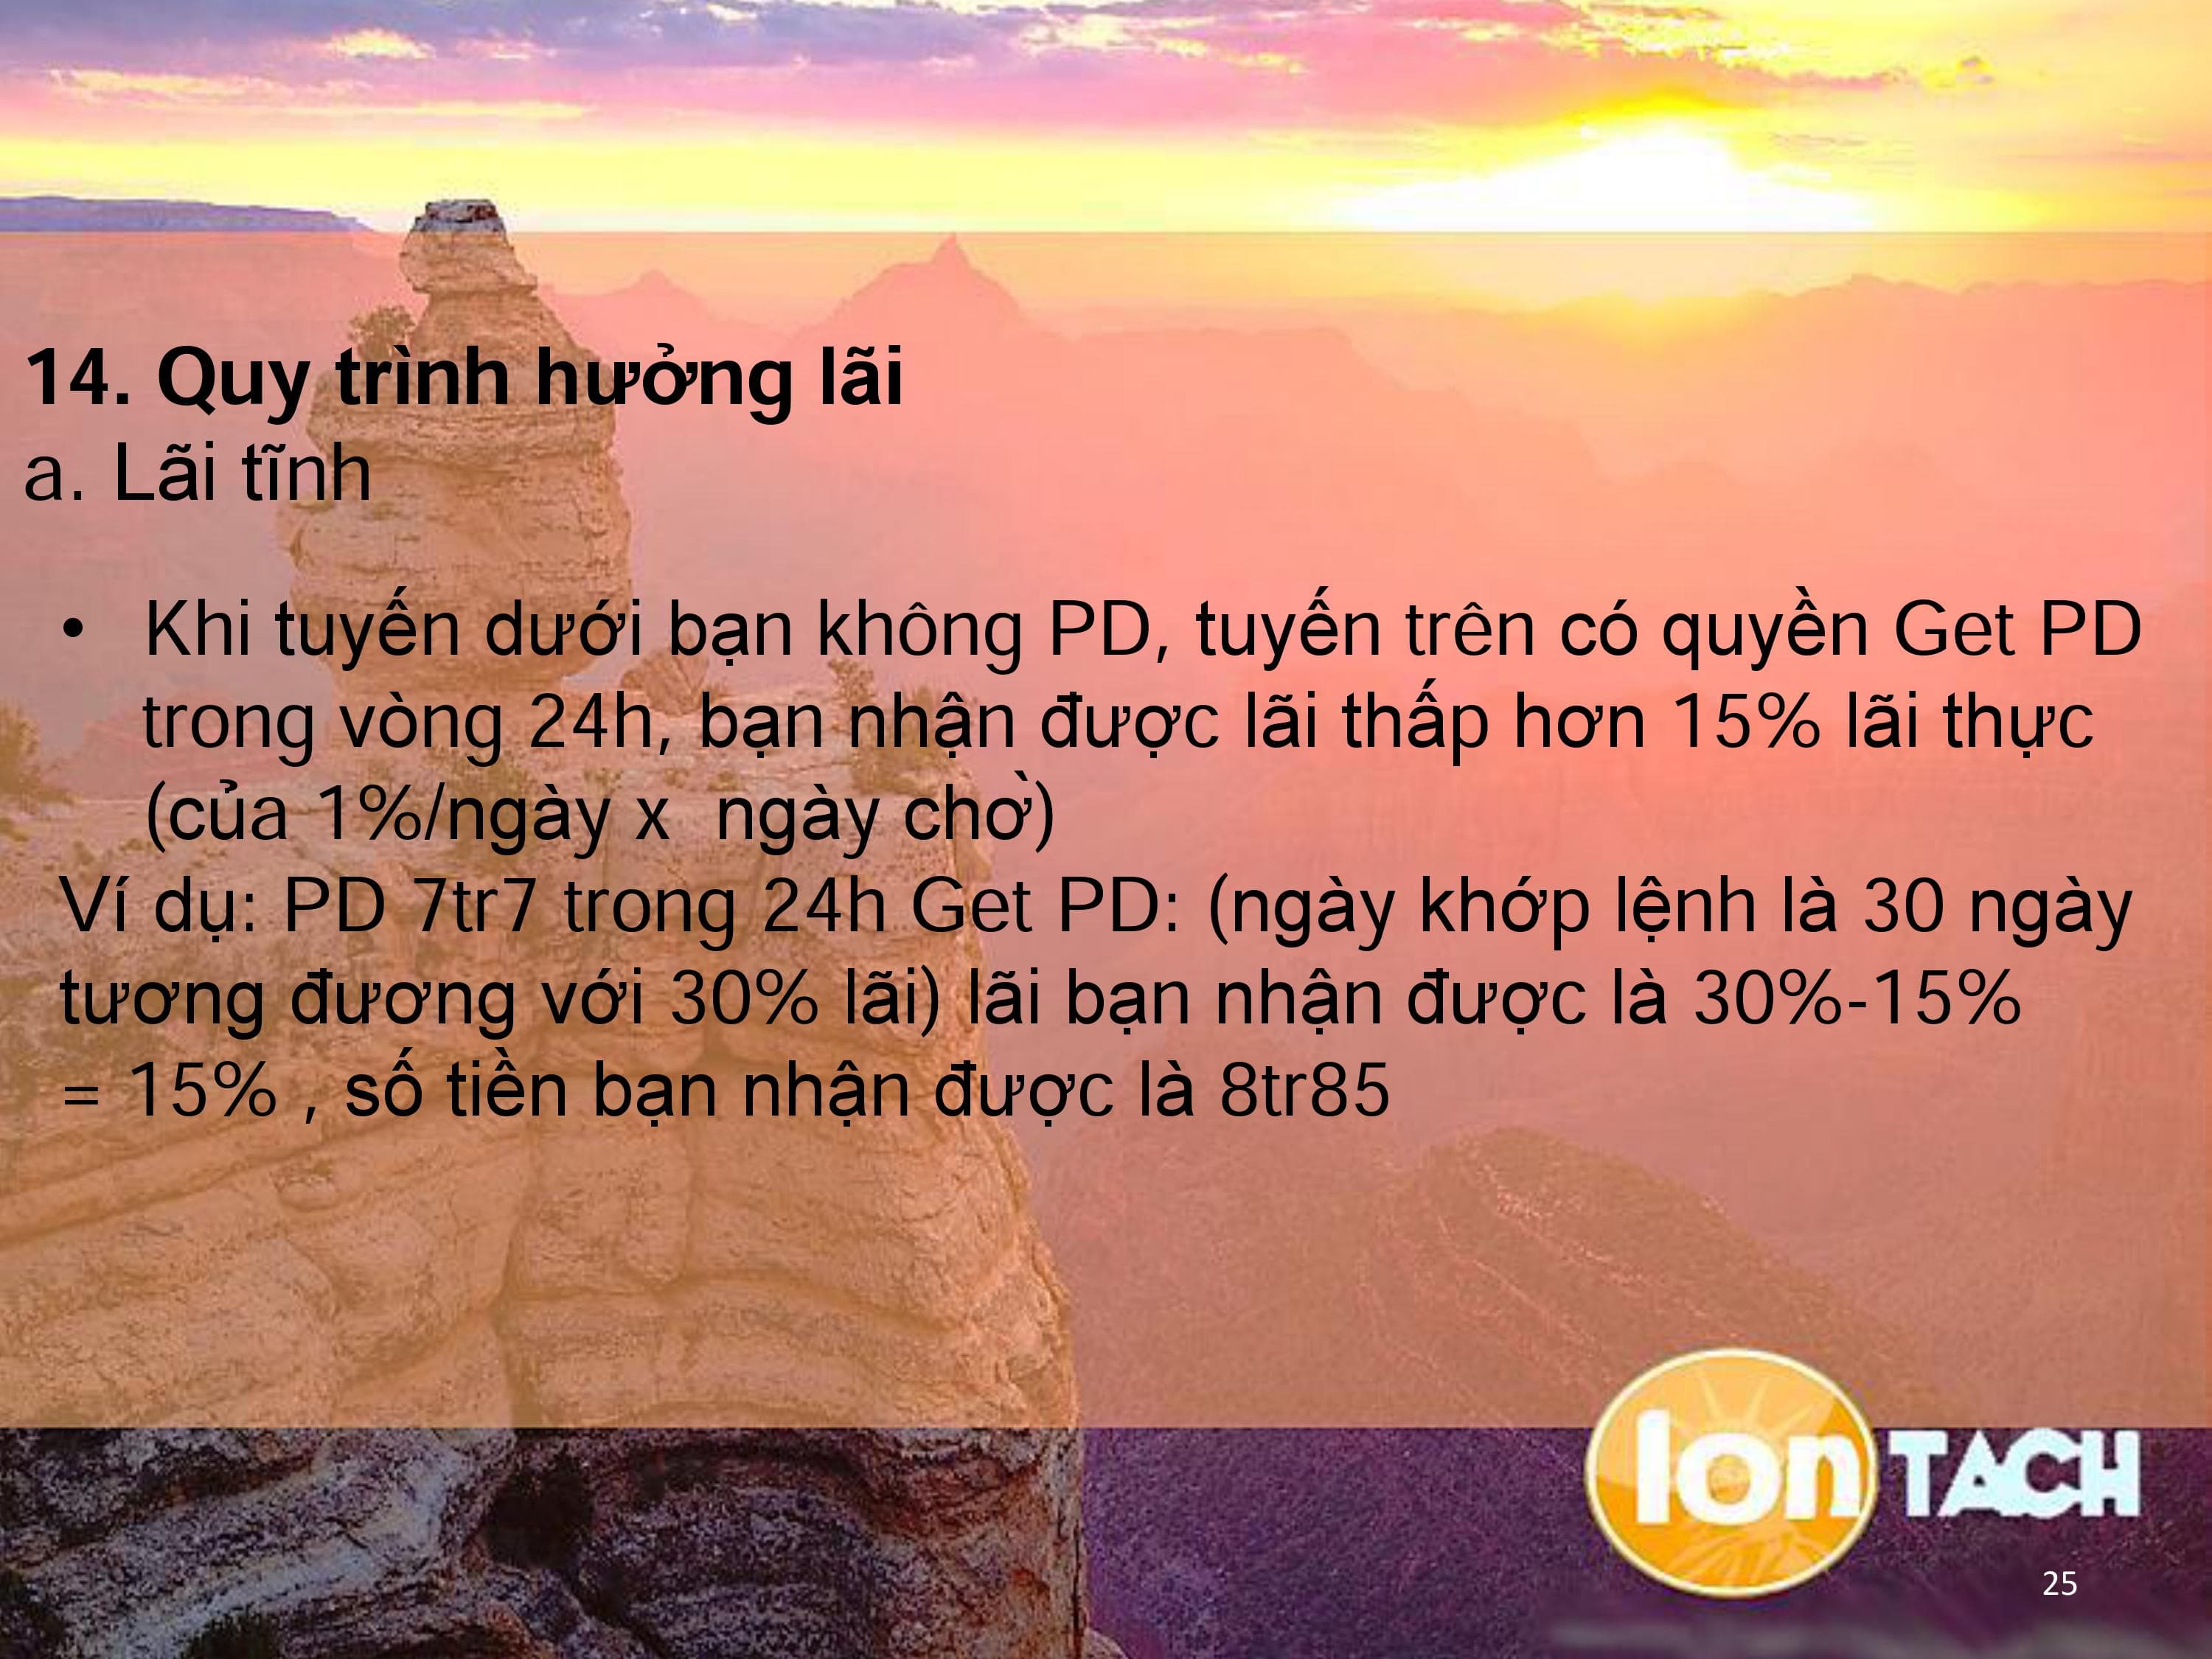 14. Quy trình hưởng lãi
a. Lãi tĩnh
• Khi tuyến dưới bạn không PD, tuyến trên có quyền Get PD
trong vòng 24h, bạn nhận được lãi thấp hơn 15% lãi thực
(của 1%/ngày x ngày chờ)
Ví dụ: PD 7tr7 trong 24h Get PD: (ngày khớp lệnh là 30 ngày
tương đương với 30% lãi) lãi bạn nhận được là 30%-15%
= 15% , số tiền bạn nhận được là 8tr85
Ion TACH
25